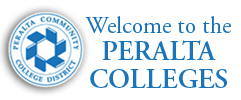 PERALTA COMMUNITY
COLLEGE DISTRICT
Welcome to the
PERALTA
COLLEGES